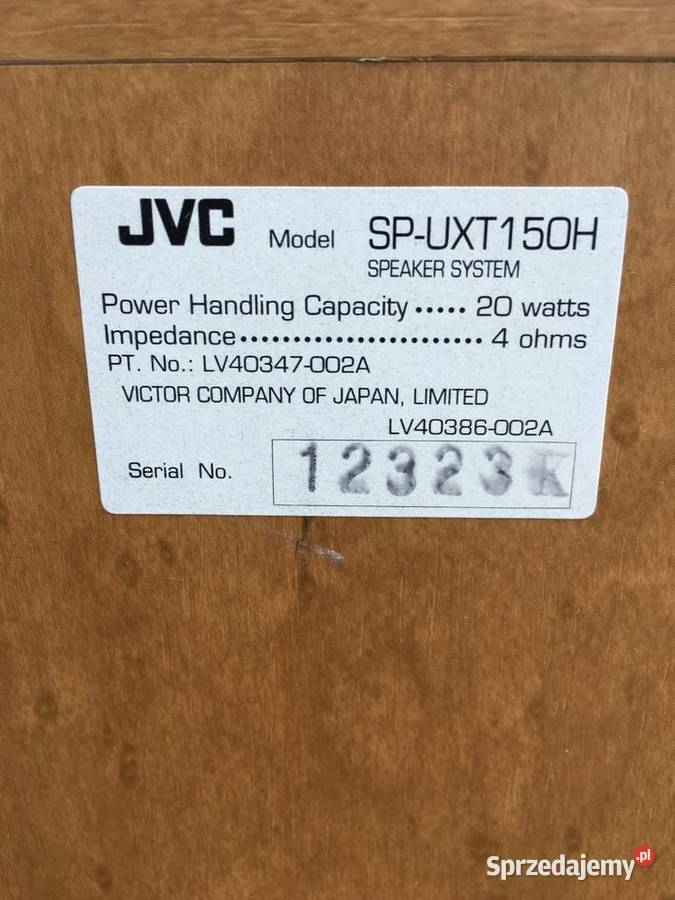 JVC Model SP-UXT150H
SPEAKER SYSTEM
Power Handling Capacity ..... 20 watts
Impedance....................... 4 ohms
PT. No.: LV40347-002A
VICTOR COMPANY OF JAPAN, LIMITED
LV40386-002A
Serial No. 12323K
Sprzedajemy.pl